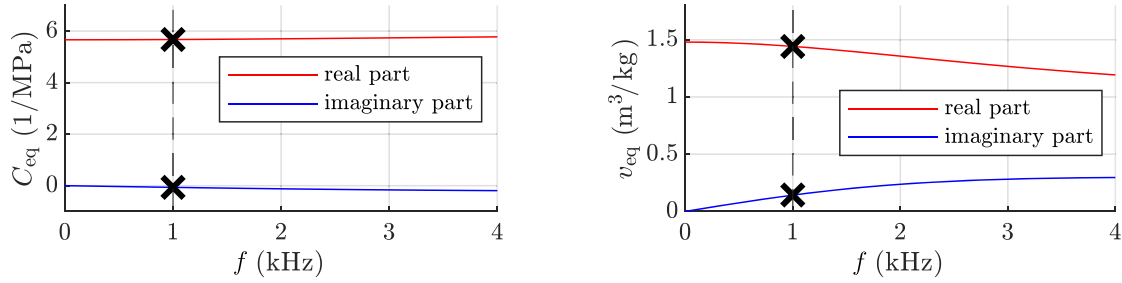 6
4
2
0
C_eq (1/MPa)
real part
imaginary part
0 1 2 3 4
f (kHz)
1.5
1
0.5
0
v_eq (m³/kg)
real part
imaginary part
0 1 2 3 4
f (kHz)